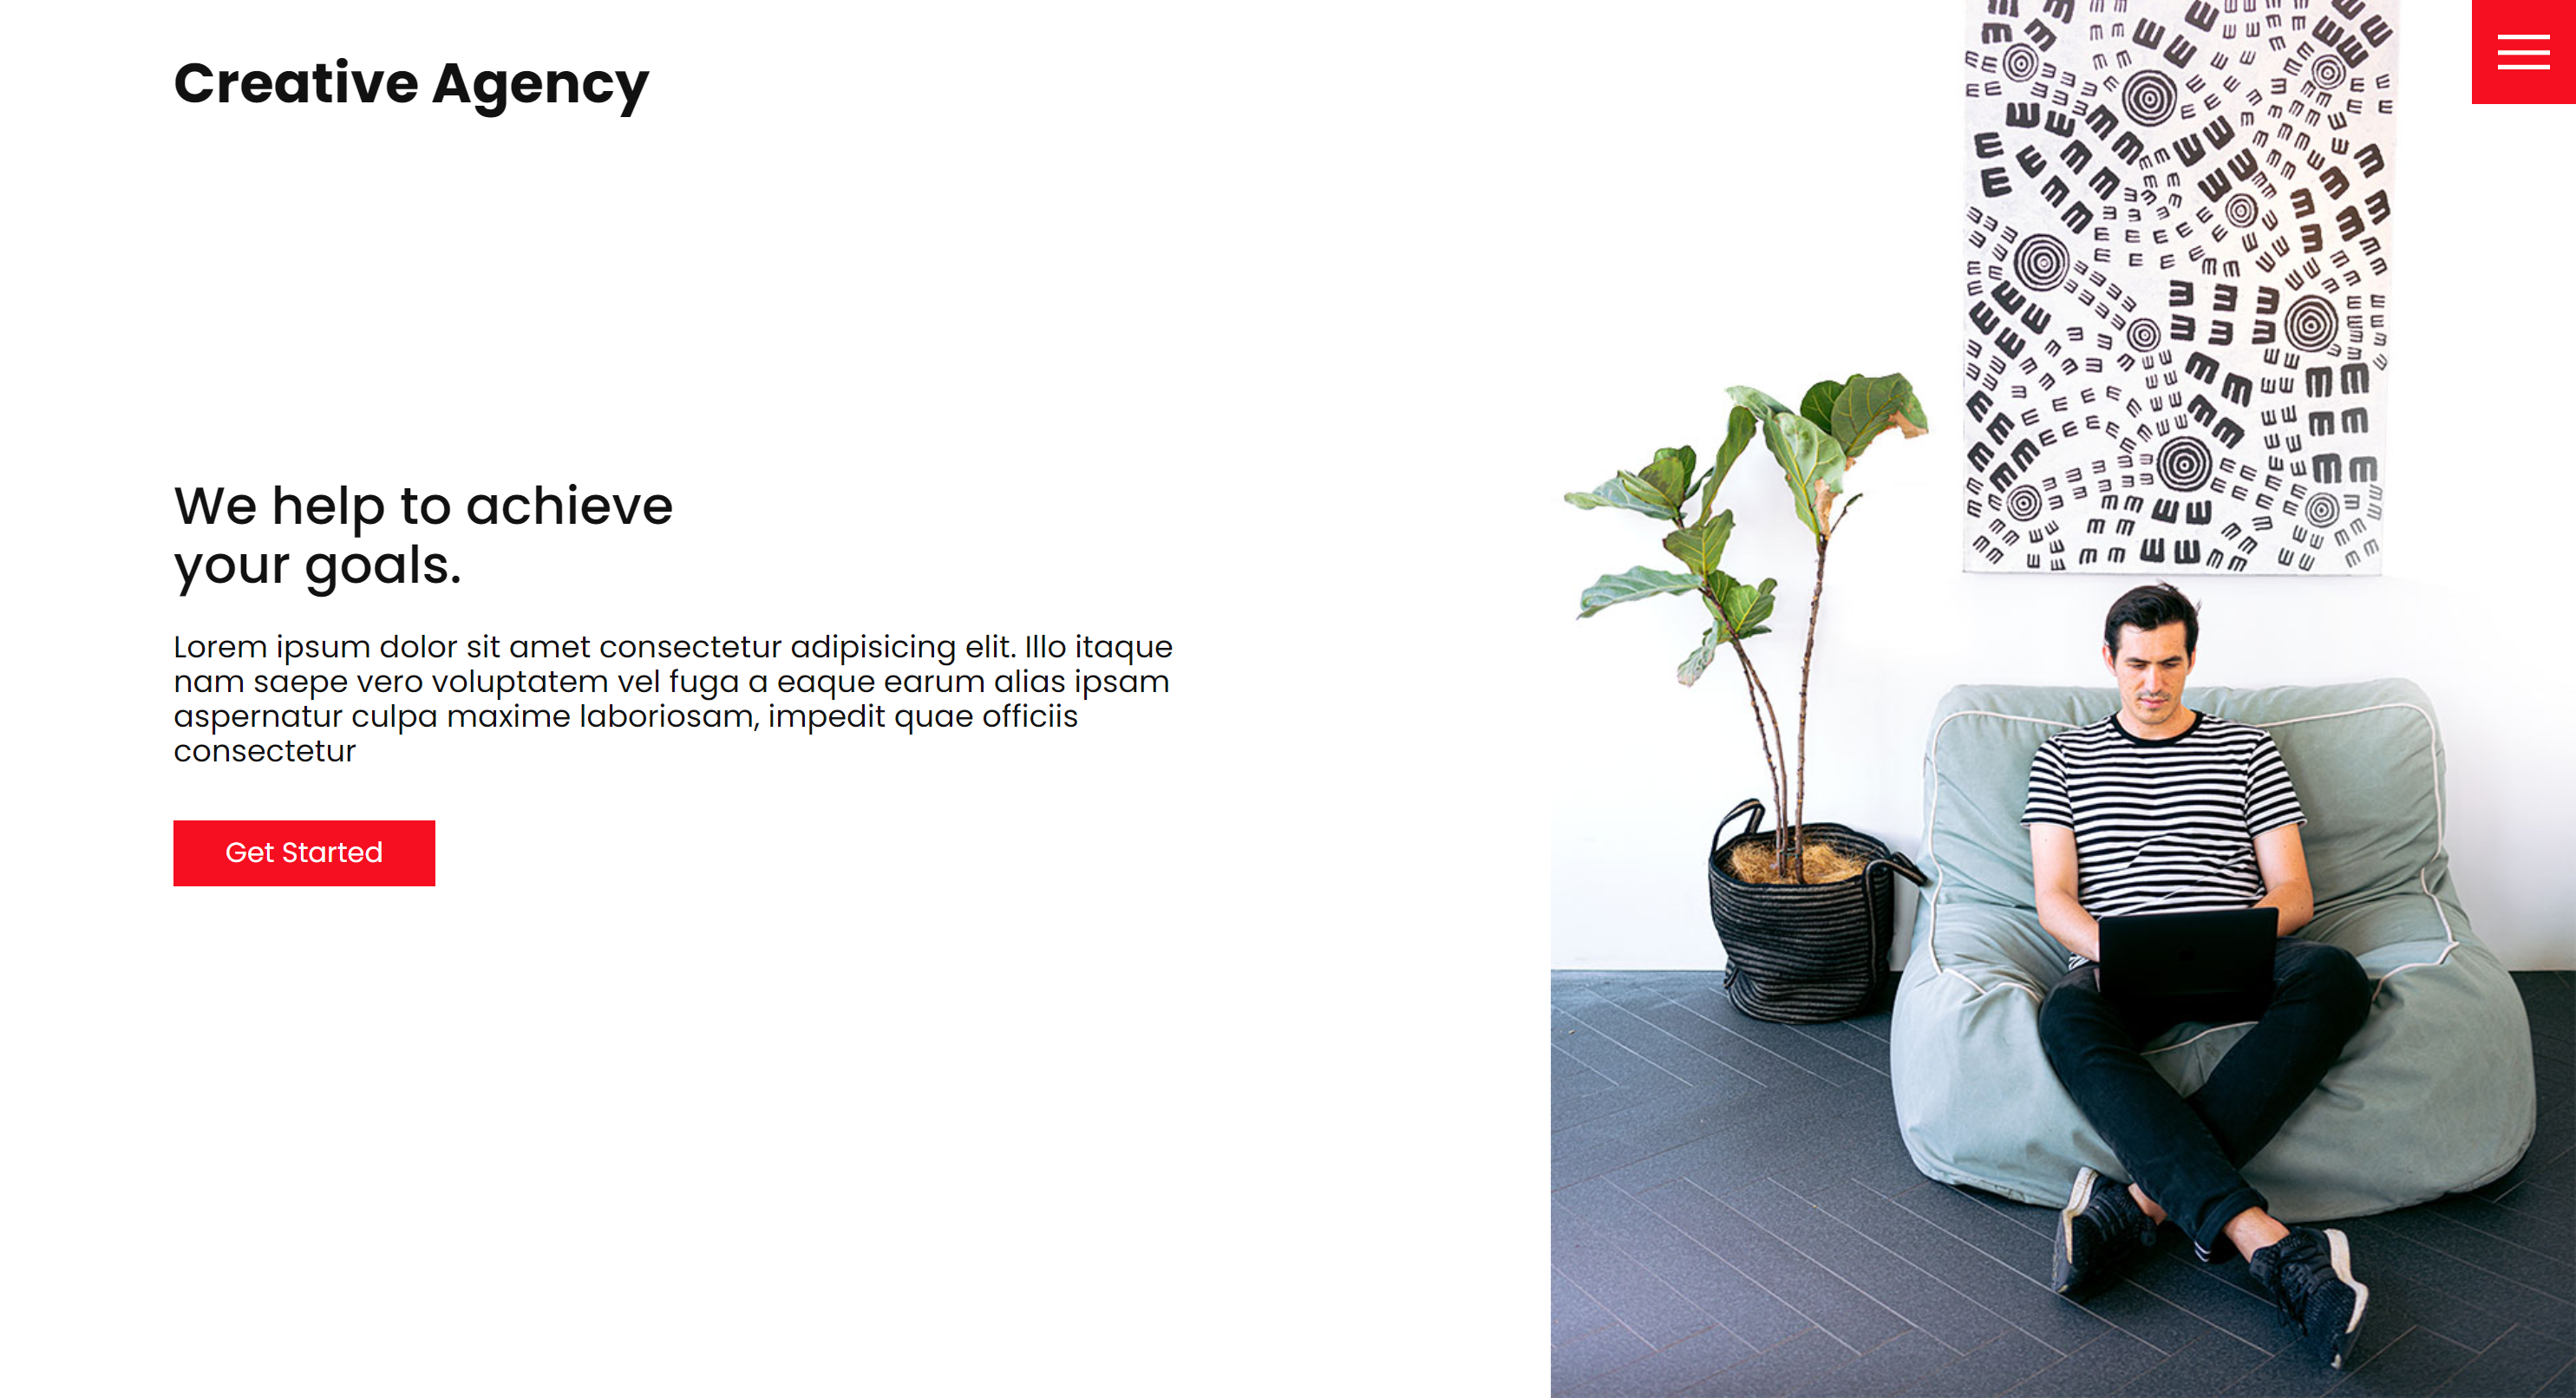 Creative Agency
We help to achieve
your goals.
Lorem ipsum dolor sit amet consectetur adipisicing elit. Illo itaque
nam saepe vero voluptatem vel fuga a eaque earum alias ipsam
aspernatur culpa maxime laboriosam, impedit quae officiis
consectetur
Get Started